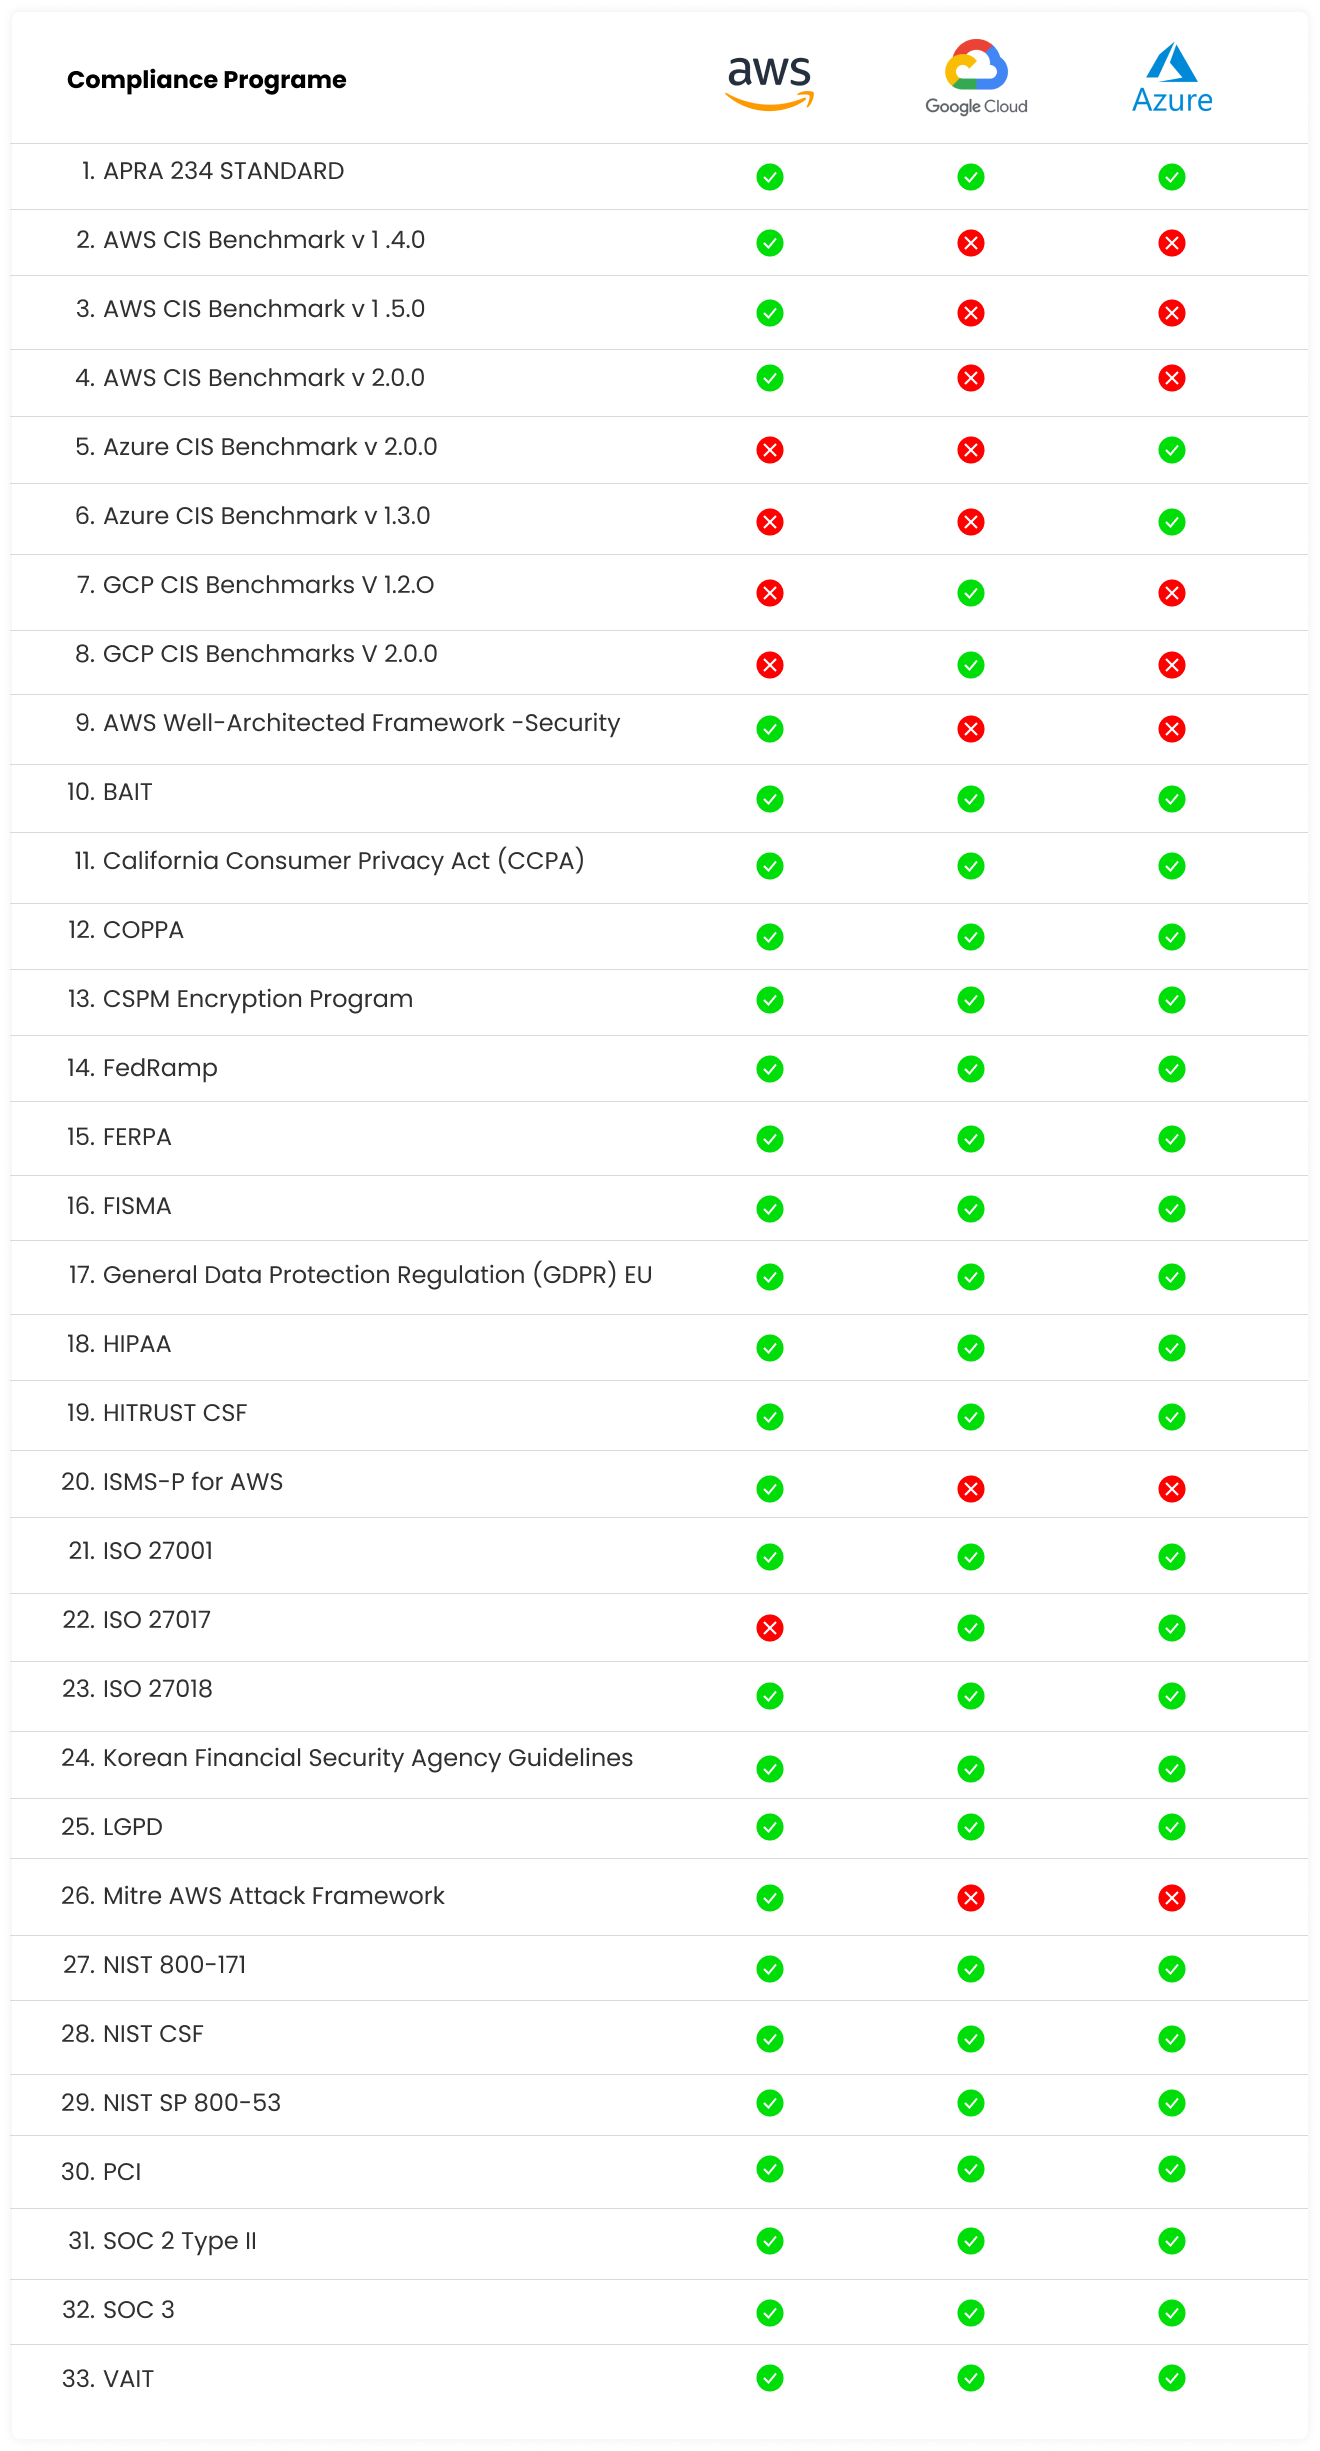 Compliance Programe
aws
Google Cloud
Azure
1. APRA 234 STANDARD
2. AWS CIS Benchmark v 1 .4.0
3. AWS CIS Benchmark v 1 .5.0
4. AWS CIS Benchmark v 2.0.0
5. Azure CIS Benchmark v 2.0.0
6. Azure CIS Benchmark v 1.3.0
7. GCP CIS Benchmarks V 1.2.O
8. GCP CIS Benchmarks V 2.0.0
9. AWS Well-Architected Framework -Security
10. BAIT
11. California Consumer Privacy Act (CCPA)
12. COPPA
13. CSPM Encryption Program
14. FedRamp
15. FERPA
16. FISMA
17. General Data Protection Regulation (GDPR) EU
18. HIPAA
19. HITRUST CSF
20. ISMS-P for AWS
21. ISO 27001
22. ISO 27017
23. ISO 27018
24. Korean Financial Security Agency Guidelines
25. LGPD
26. Mitre AWS Attack Framework
27. NIST 800-171
28. NIST CSF
29. NIST SP 800-53
30. PCI
31. SOC 2 Type II
32. SOC 3
33. VAIT